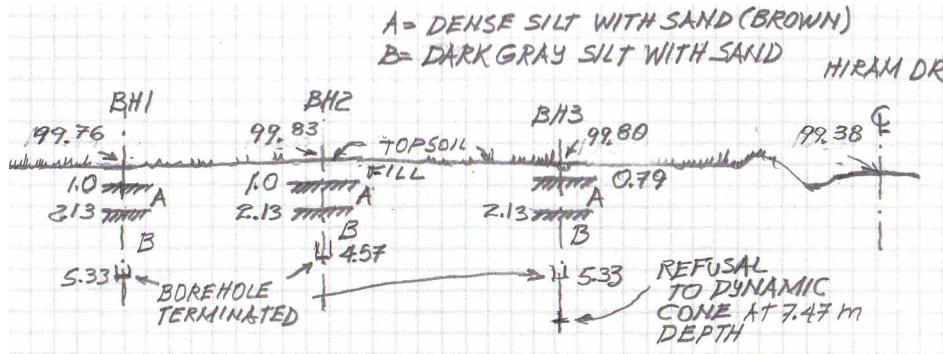 A= DENSE SILT WITH SAND (BROWN)
B= DARK GRAY SILT WITH SAND
HIRAM DR
BH1
BH2
BH3
99.76
99.83
99.80
99.38
℄
TOPSOIL
FILL
1.0
1.0
0.79
A
A
A
2.13
2.13
2.13
B
B
B
5.33
4.57
5.33
BOREHOLE
TERMINATED
REFUSAL
TO DYNAMIC
CONE AT 7.47 m
DEPTH